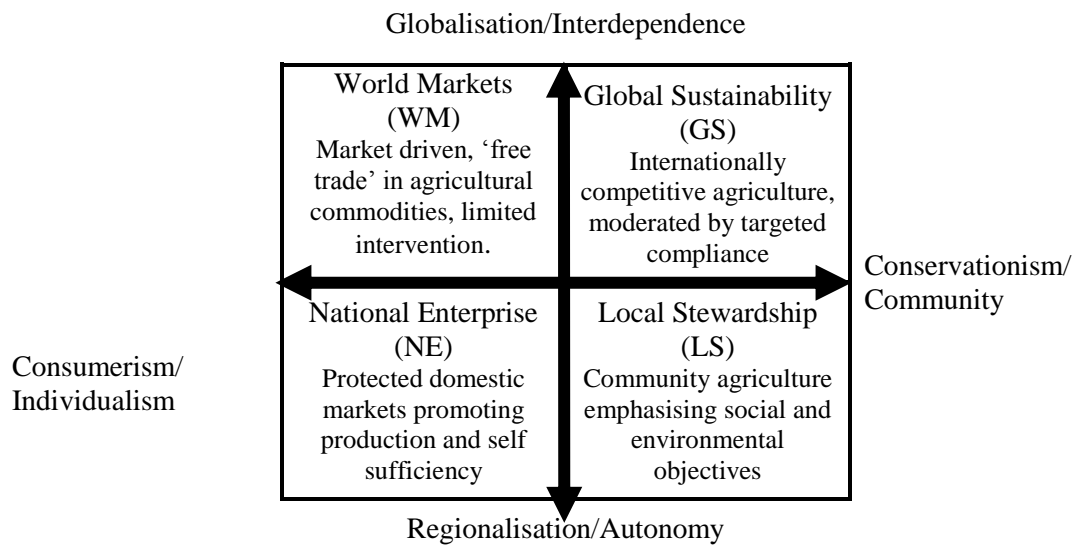 Globalisation/Interdependence
World Markets
(WM)
Market driven, ‘free
trade’ in agricultural
commodities, limited
intervention.
Global Sustainability
(GS)
Internationally
competitive agriculture,
moderated by targeted
compliance
Conservationism/
Community
Consumerism/
Individualism
National Enterprise
(NE)
Protected domestic
markets promoting
production and self
sufficiency
Local Stewardship
(LS)
Community agriculture
emphasising social and
environmental
objectives
Regionalisation/Autonomy